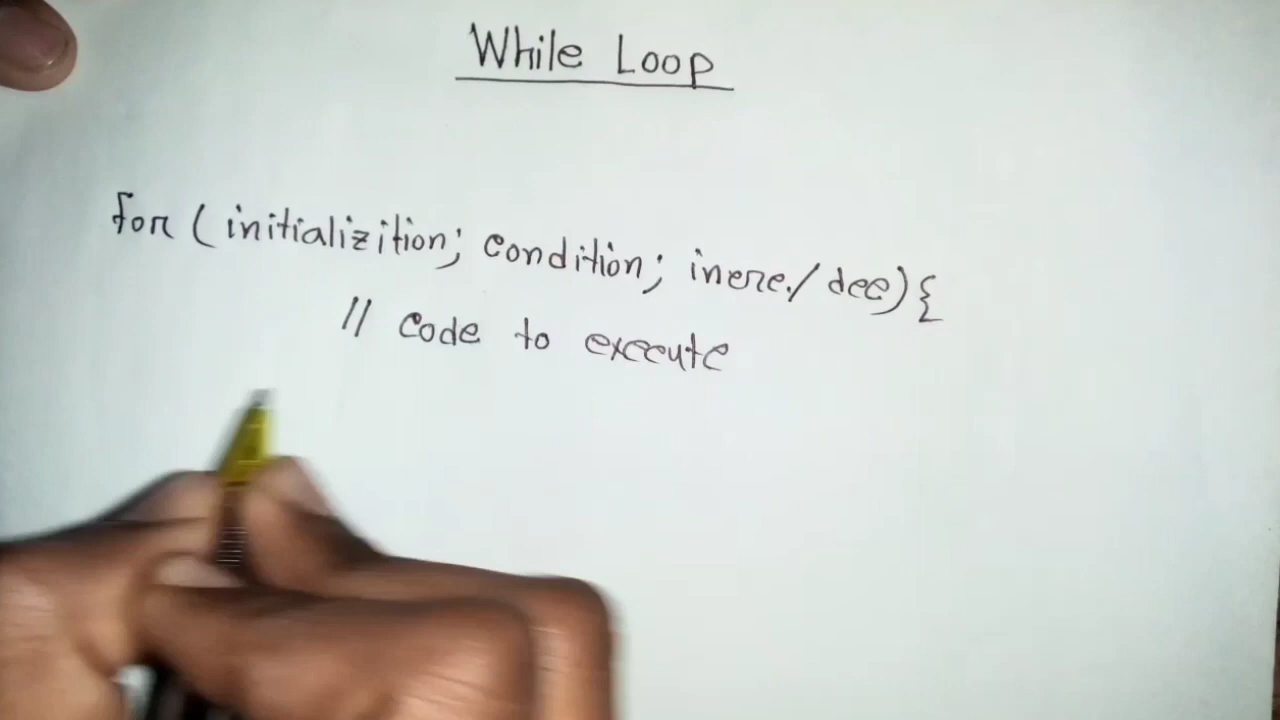 While Loop
for (initializition; condition; incre./ dec) {
// code to execute